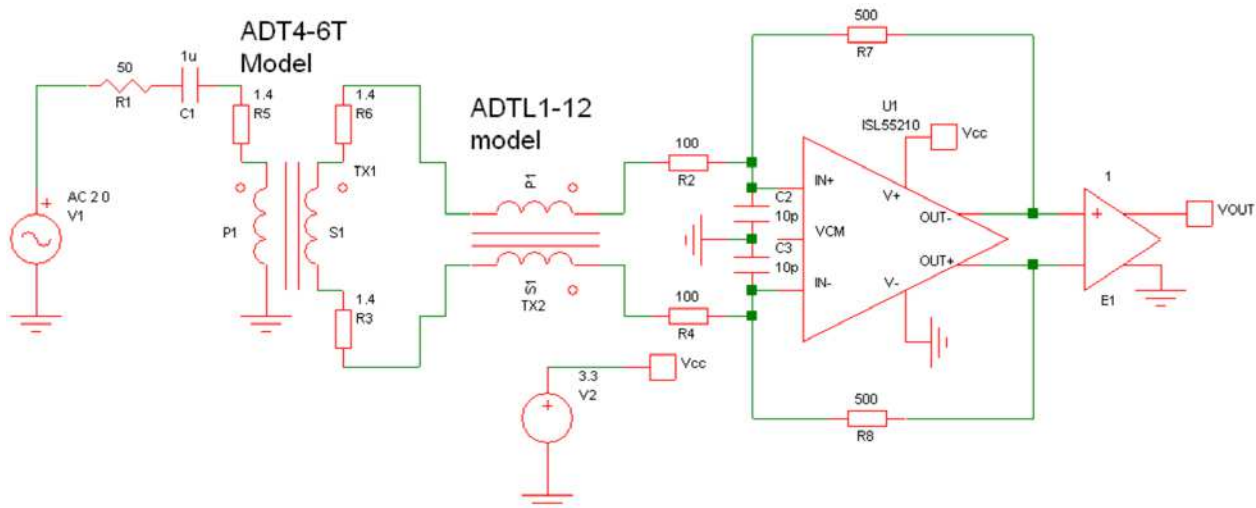 ADT4-6T
Model
50
R1
1u
C1
1.4
R5
1.4
R6
TX1
P1
S1
1.4
R3
AC 2 0
V1
ADTL1-12
model
P1
S1
TX2
100
R2
100
R4
3.3
V2
Vcc
500
R7
U1
ISL55210
Vcc
IN+
C2
10p
VCM
C3
10p
IN-
V+
OUT-
OUT+
V-
500
R8
1
E1
VOUT